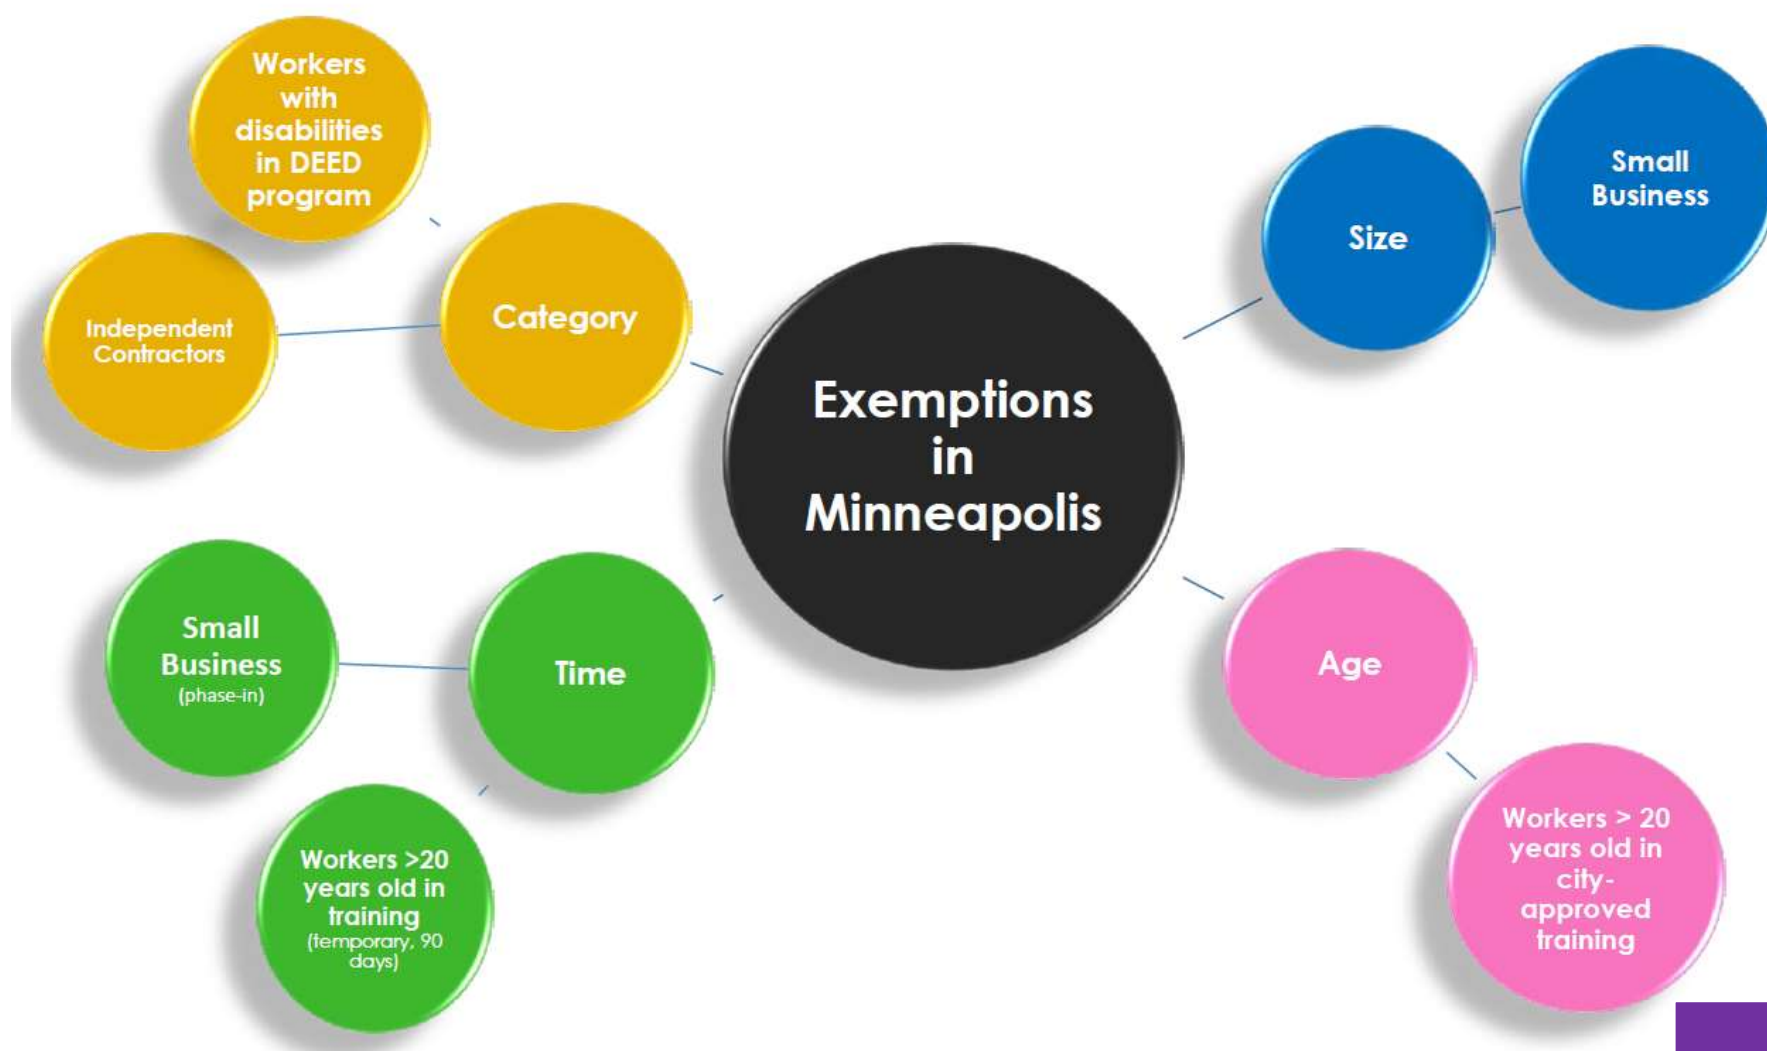 Workers
with
disabilities
in DEED
program
Independent
Contractors
Category
Small
Business
(phase-in)
Time
Workers >20
years old in
training
(temporary, 90
days)
Exemptions
in
Minneapolis
Size
Small
Business
Age
Workers > 20
years old in
city-
approved
training